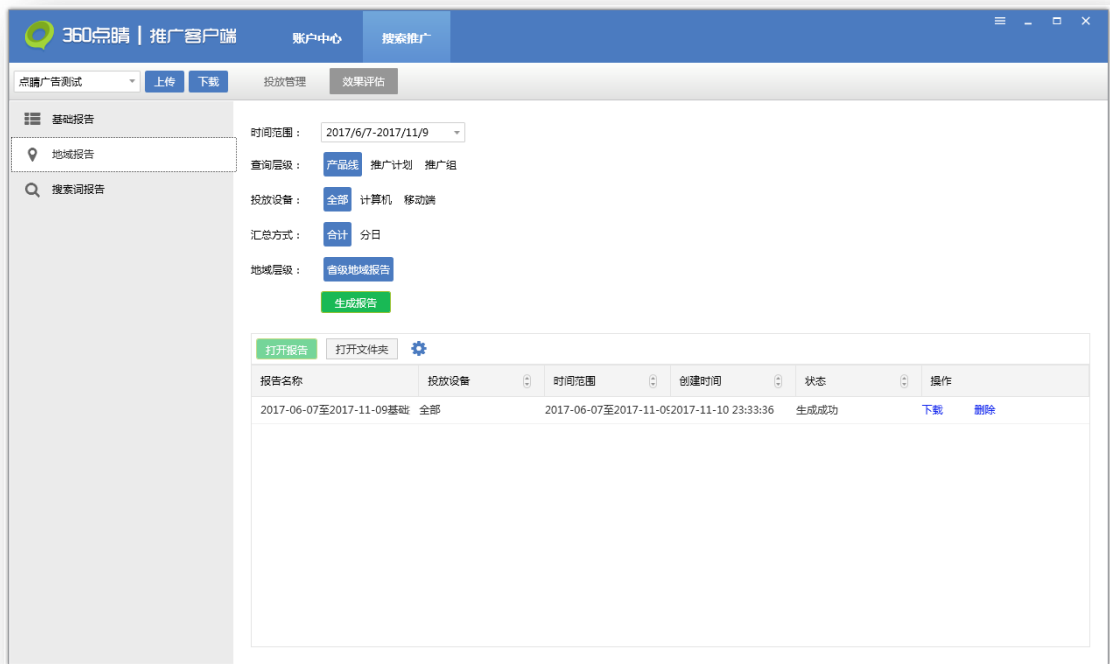 360点睛 | 推广客户端 账户中心 搜索推广
点睛广告测试 上传 下载 投放管理 效果评估
基础报告
地域报告
搜索词报告
时间范围： 2017/6/7-2017/11/9
查询层级： 产品线 推广计划 推广组
投放设备： 全部 计算机 移动端
汇总方式： 合计 分日
地域层级： 省级地域报告
生成报告
打开报告 打开文件夹
报告名称 投放设备 时间范围 创建时间 状态 操作
2017-06-07至2017-11-09基础 全部 2017-06-07至2017-11-09 2017-11-10 23:33:36 生成成功 下载 删除